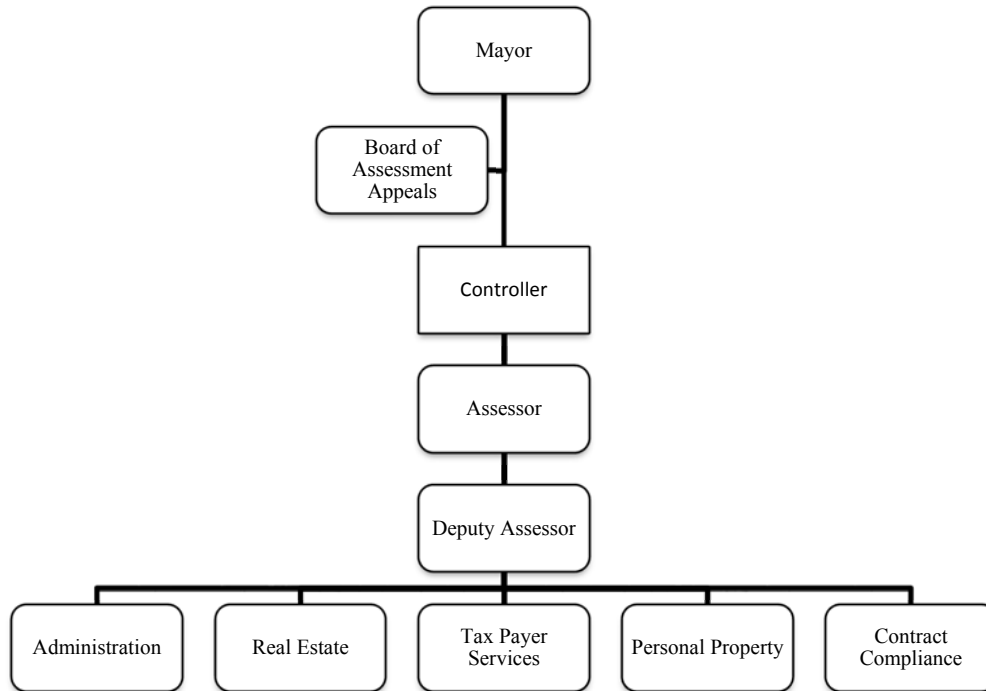 Mayor
Board of
Assessment
Appeals
Controller
Assessor
Deputy Assessor
Administration
Real Estate
Tax Payer
Services
Personal Property
Contract
Compliance